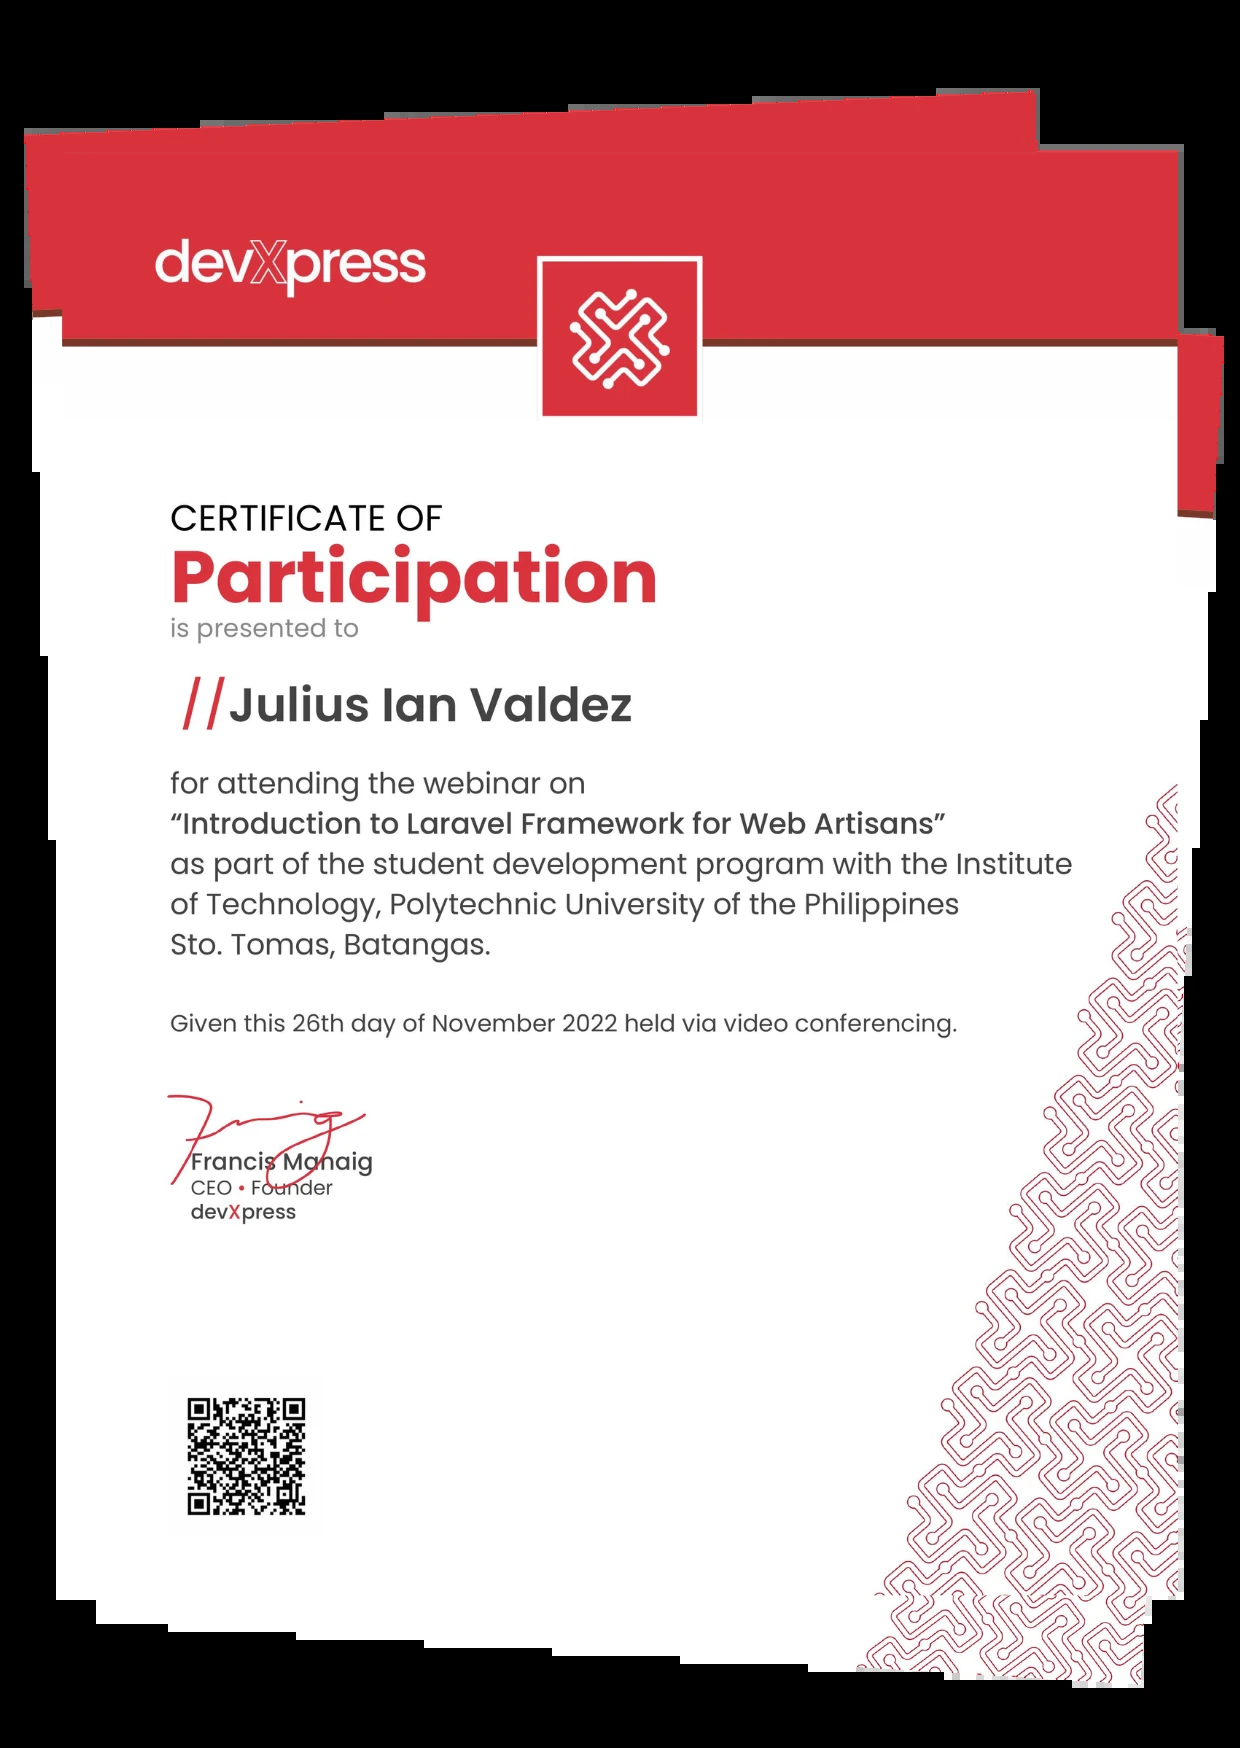 devXpress
CERTIFICATE OF
Participation
is presented to
//Julius Ian Valdez
for attending the webinar on
“Introduction to Laravel Framework for Web Artisans”
as part of the student development program with the Institute
of Technology, Polytechnic University of the Philippines
Sto. Tomas, Batangas.
Given this 26th day of November 2022 held via video conferencing.
Francis Manaig
CEO • Founder
devXpress